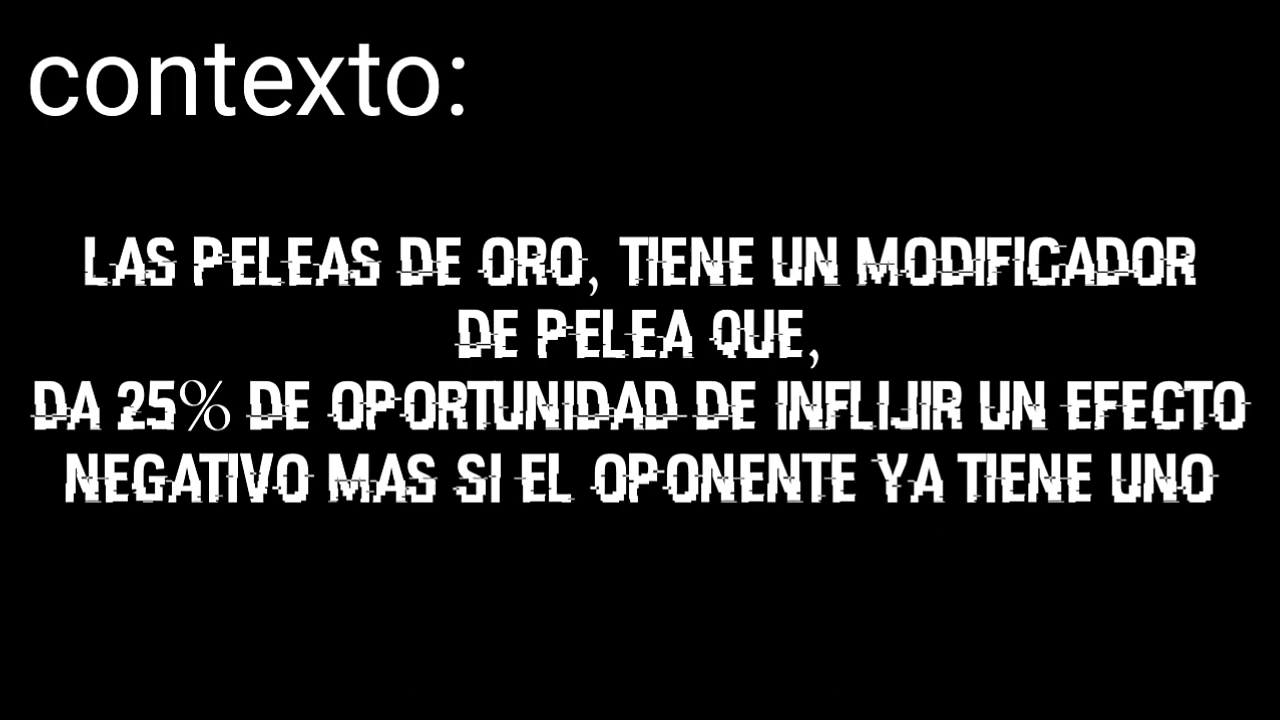 contexto:
LAS PELEAS DE ORO, TIENE UN MODIFICADOR
DE PELEA QUE,
DA 25% DE OPORTUNIDAD DE INFLIJIR UN EFECTO
NEGATIVO MAS SI EL OPONENTE YA TIENE UNO